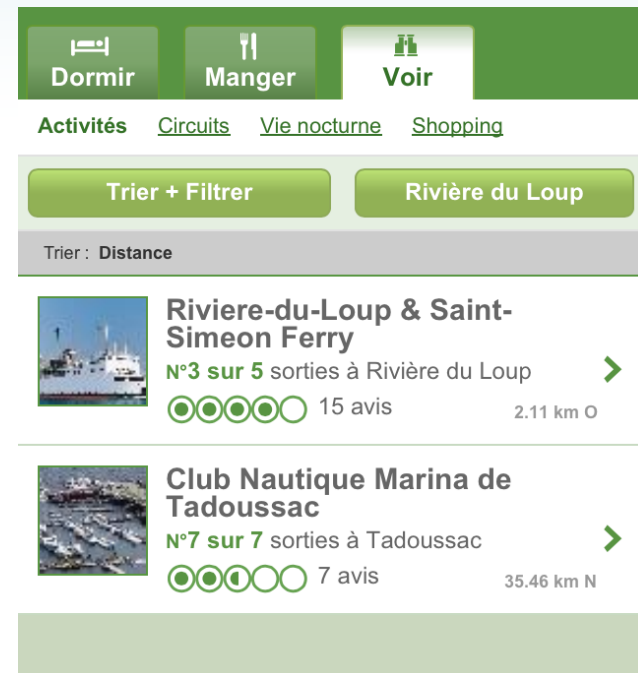 Dormir Manger Voir
Activités Circuits Vie nocturne Shopping
Trier + Filtrer Rivière du Loup
Trier : Distance
Riviere-du-Loup & Saint-
Simeon Ferry
N°3 sur 5 sorties à Rivière du Loup
15 avis 2.11 km O
Club Nautique Marina de
Tadoussac
N°7 sur 7 sorties à Tadoussac
7 avis 35.46 km N